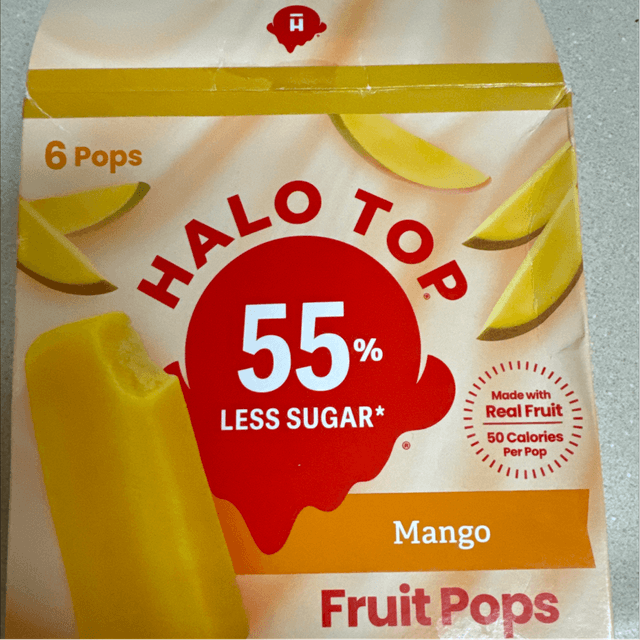 H
6 Pops
HALO TOP®
55%
LESS SUGAR*
®
Made with
Real Fruit
50 Calories
Per Pop
Mango
Fruit Pops